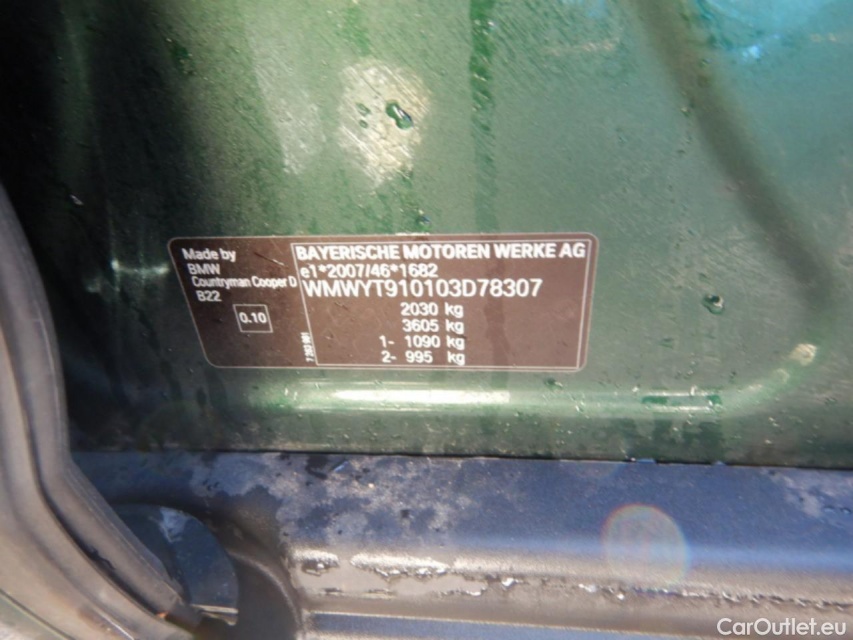 Made by
BMW
Countryman Cooper D
B22
0.10
BAYERISCHE MOTOREN WERKE AG
e1*2007/46*1682
WMWYT910103D78307
2030 kg
3605 kg
1- 1090 kg
2- 995 kg
CarOutlet.eu